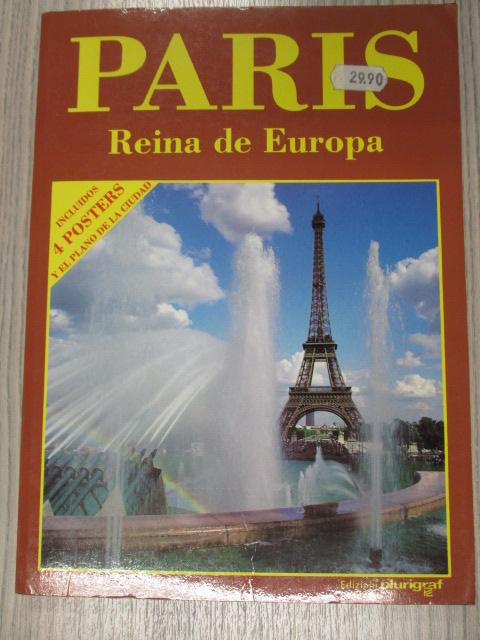 PARIS
29.90
Reina de Europa
INCLUIDOS
4 POSTERS
Y EL PLANO DE LA CIUDAD
Edizioni plurigraf